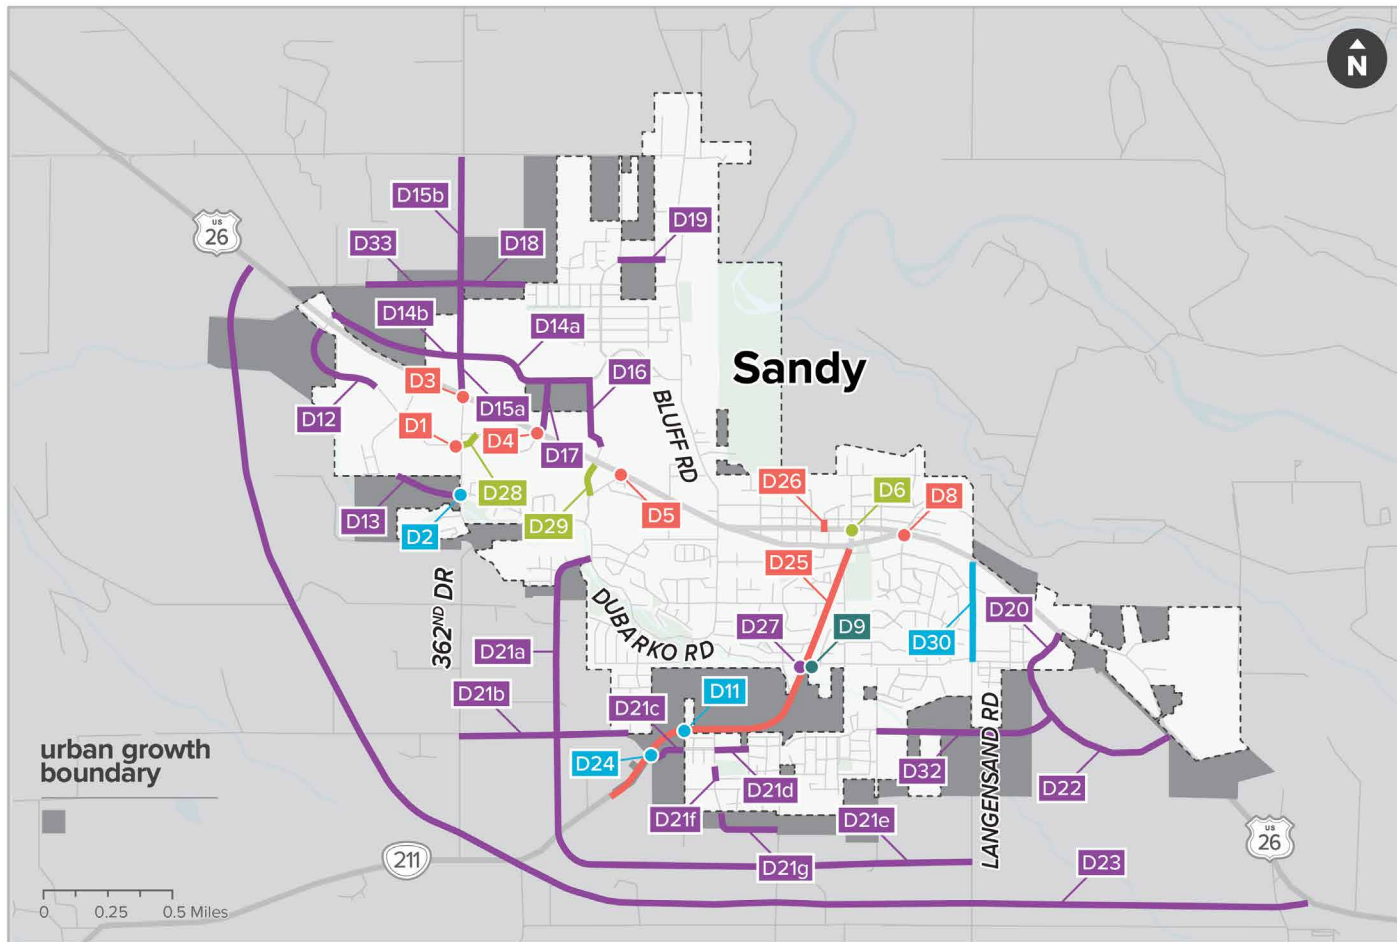 N
D15b
D19
US
26
D33
D18
D14b
D14a
Sandy
D3
D16
D15a
D12
D1
D4
BLUFF RD
D17
D26
D6
D8
D28
D5
D13
D29
D2
D25
362ND DR
DUBARKO RD
D27
D9
D20
D30
D21a
D21b
D21c
D11
LANGENSAND RD
urban growth
boundary
D24
D32
D22
D21d
D21f
D21e
US
26
211
D21g
D23
0
0.25
0.5 Miles